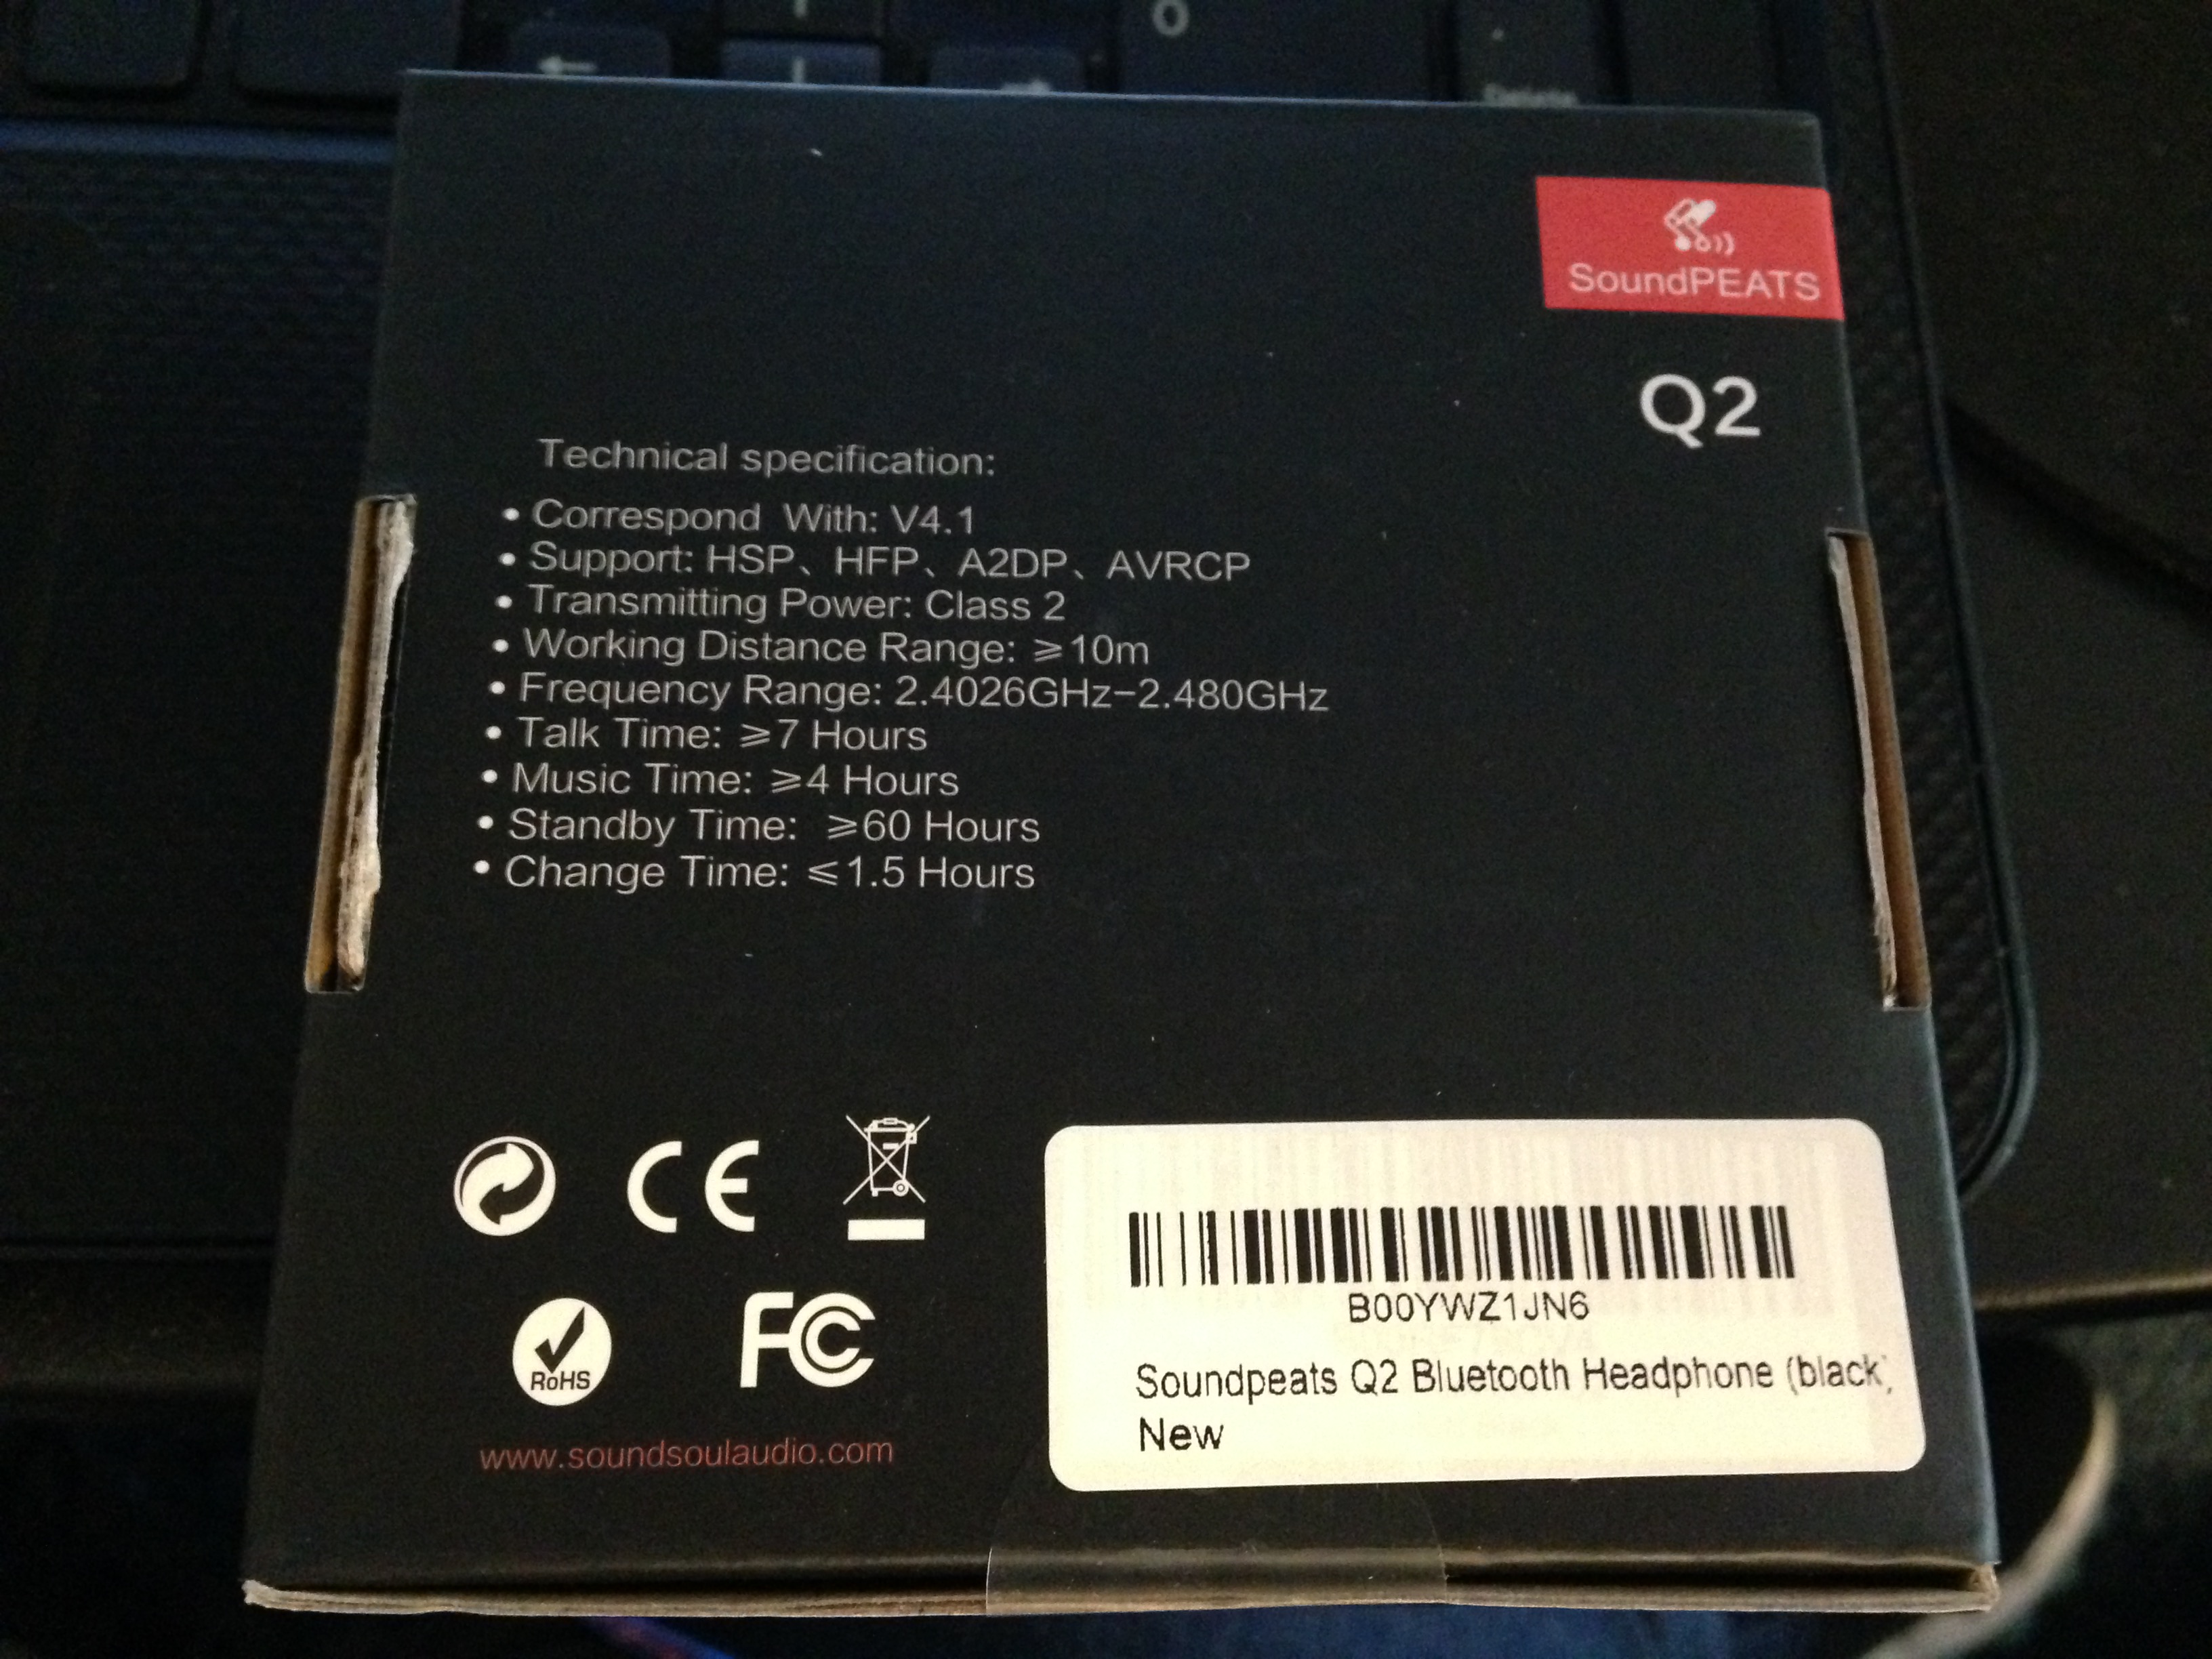 O
Delete
SoundPEATS
Q2
Technical specification:
• Correspond With: V4.1
• Support: HSP、HFP、A2DP、AVRCP
• Transmitting Power: Class 2
• Working Distance Range: ⩾10m
• Frequency Range: 2.4026GHz−2.480GHz
• Talk Time: ⩾7 Hours
• Music Time: ⩾4 Hours
• Standby Time: ⩾60 Hours
• Change Time: ⩽1.5 Hours
CE
RoHS
FC
www.soundsoulaudio.com
B00YWZ1JN6
Soundpeats Q2 Bluetooth Headphone (black)
New